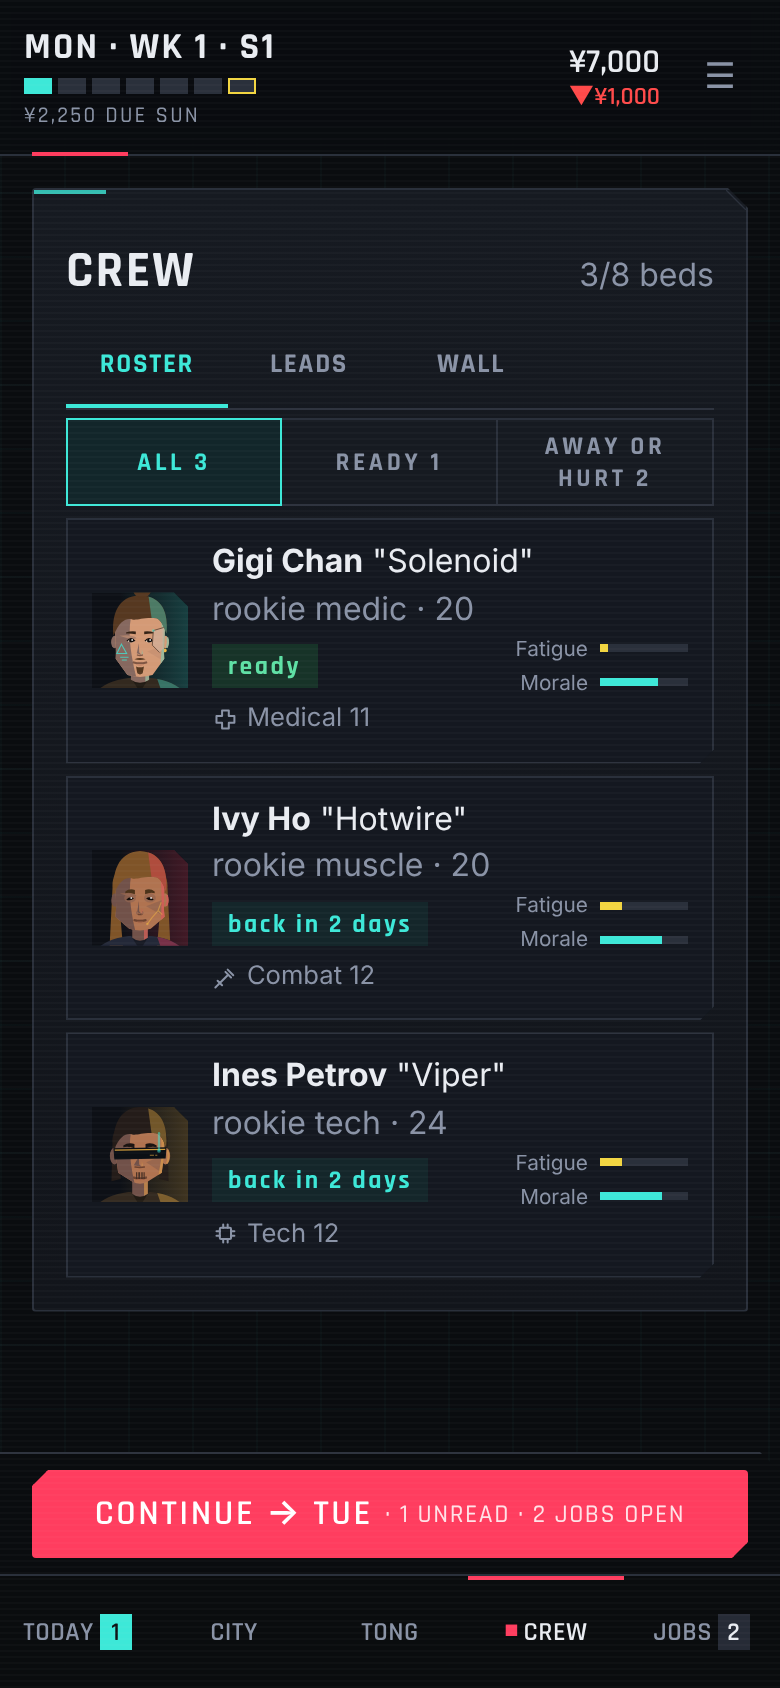 MON · WK 1 · S1
¥2,250 DUE SUN
¥7,000
▼¥1,000
☰
CREW
3/8 beds
ROSTER LEADS WALL
ALL 3 READY 1 AWAY OR
HURT 2
Gigi Chan "Solenoid"
rookie medic · 20
ready
Fatigue
Morale
Medical 11
Ivy Ho "Hotwire"
rookie muscle · 20
back in 2 days
Fatigue
Morale
Combat 12
Ines Petrov "Viper"
rookie tech · 24
back in 2 days
Fatigue
Morale
Tech 12
CONTINUE → TUE · 1 UNREAD · 2 JOBS OPEN
TODAY 1 CITY TONG CREW JOBS 2